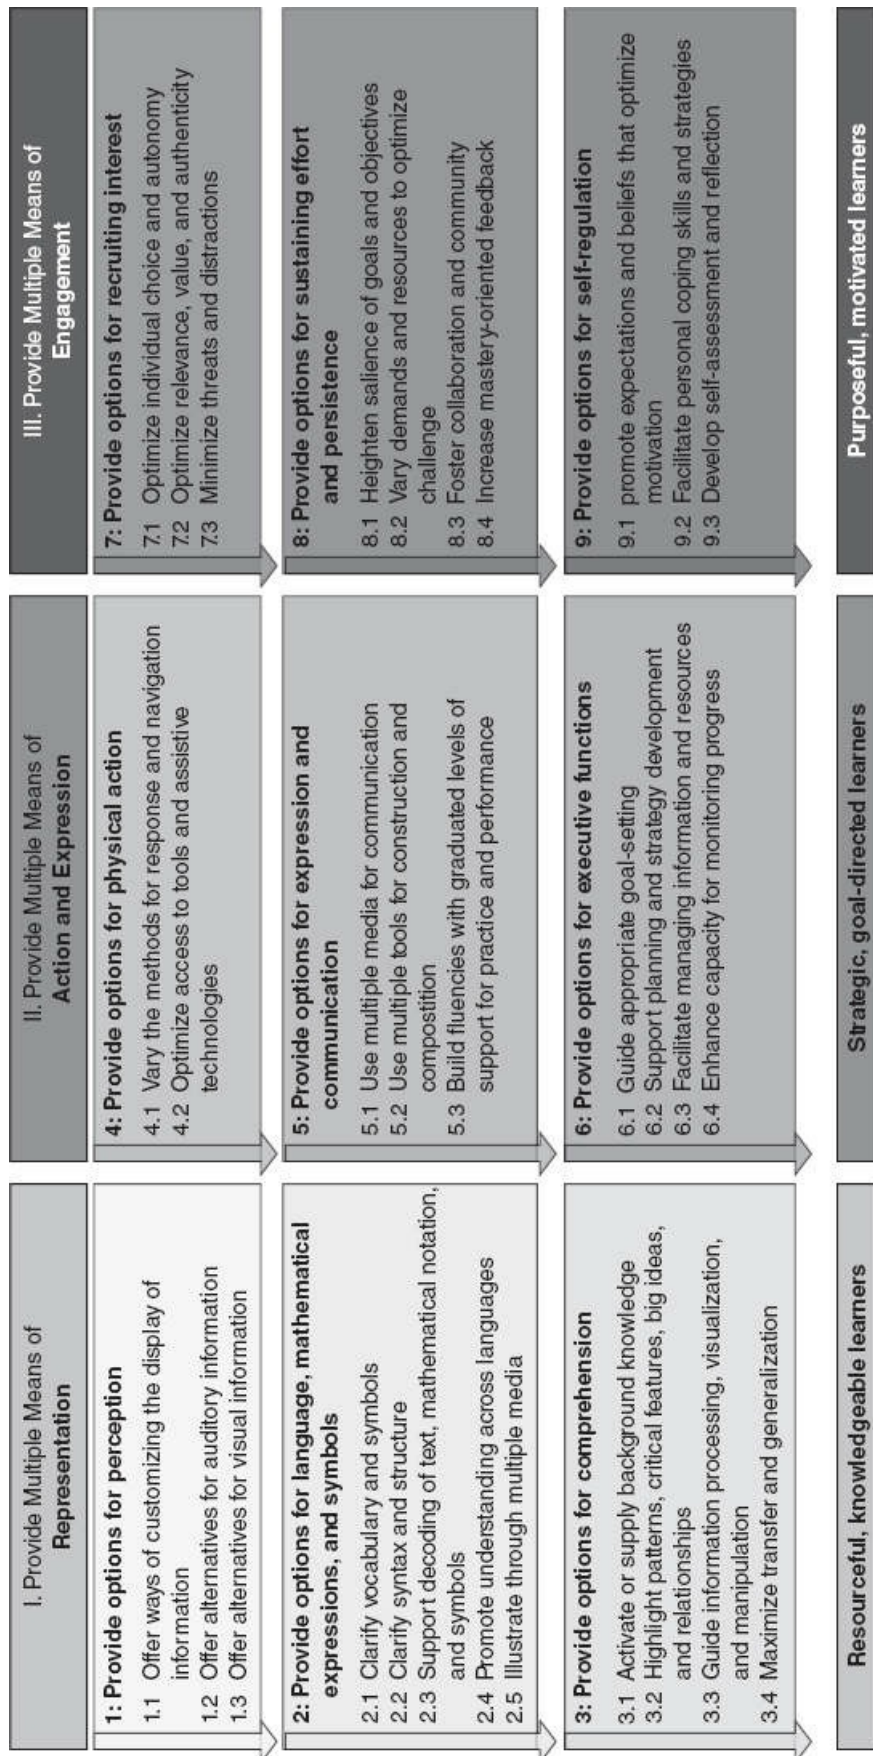 I. Provide Multiple Means of
Representation
1: Provide options for perception
1.1 Offer ways of customizing the display of
information
1.2 Offer alternatives for auditory information
1.3 Offer alternatives for visual information
2: Provide options for language, mathematical
expressions, and symbols
2.1 Clarify vocabulary and symbols
2.2 Clarify syntax and structure
2.3 Support decoding of text, mathematical notation,
and symbols
2.4 Promote understanding across languages
2.5 Illustrate through multiple media
3: Provide options for comprehension
3.1 Activate or supply background knowledge
3.2 Highlight patterns, critical features, big ideas,
and relationships
3.3 Guide information processing, visualization,
and manipulation
3.4 Maximize transfer and generalization
Resourceful, knowledgeable learners
II. Provide Multiple Means of
Action and Expression
4: Provide options for physical action
4.1 Vary the methods for response and navigation
4.2 Optimize access to tools and assistive
technologies
5: Provide options for expression and
communication
5.1 Use multiple media for communication
5.2 Use multiple tools for construction and
compostition
5.3 Build fluencies with graduated levels of
support for practice and performance
6: Provide options for executive functions
6.1 Guide appropriate goal-setting
6.2 Support planning and strategy development
6.3 Facilitate managing information and resources
6.4 Enhance capacity for monitoring progress
Strategic, goal-directed learners
III. Provide Multiple Means of
Engagement
7: Provide options for recruiting interest
7.1 Optimize individual choice and autonomy
7.2 Optimize relevance, value, and authenticity
7.3 Minimize threats and distractions
8: Provide options for sustaining effort
and persistence
8.1 Heighten salience of goals and objectives
8.2 Vary demands and resources to optimize
challenge
8.3 Foster collaboration and community
8.4 Increase mastery-oriented feedback
9: Provide options for self-regulation
9.1 promote expectations and beliefs that optimize
motivation
9.2 Facilitate personal coping skills and strategies
9.3 Develop self-assessment and reflection
Purposeful, motivated learners